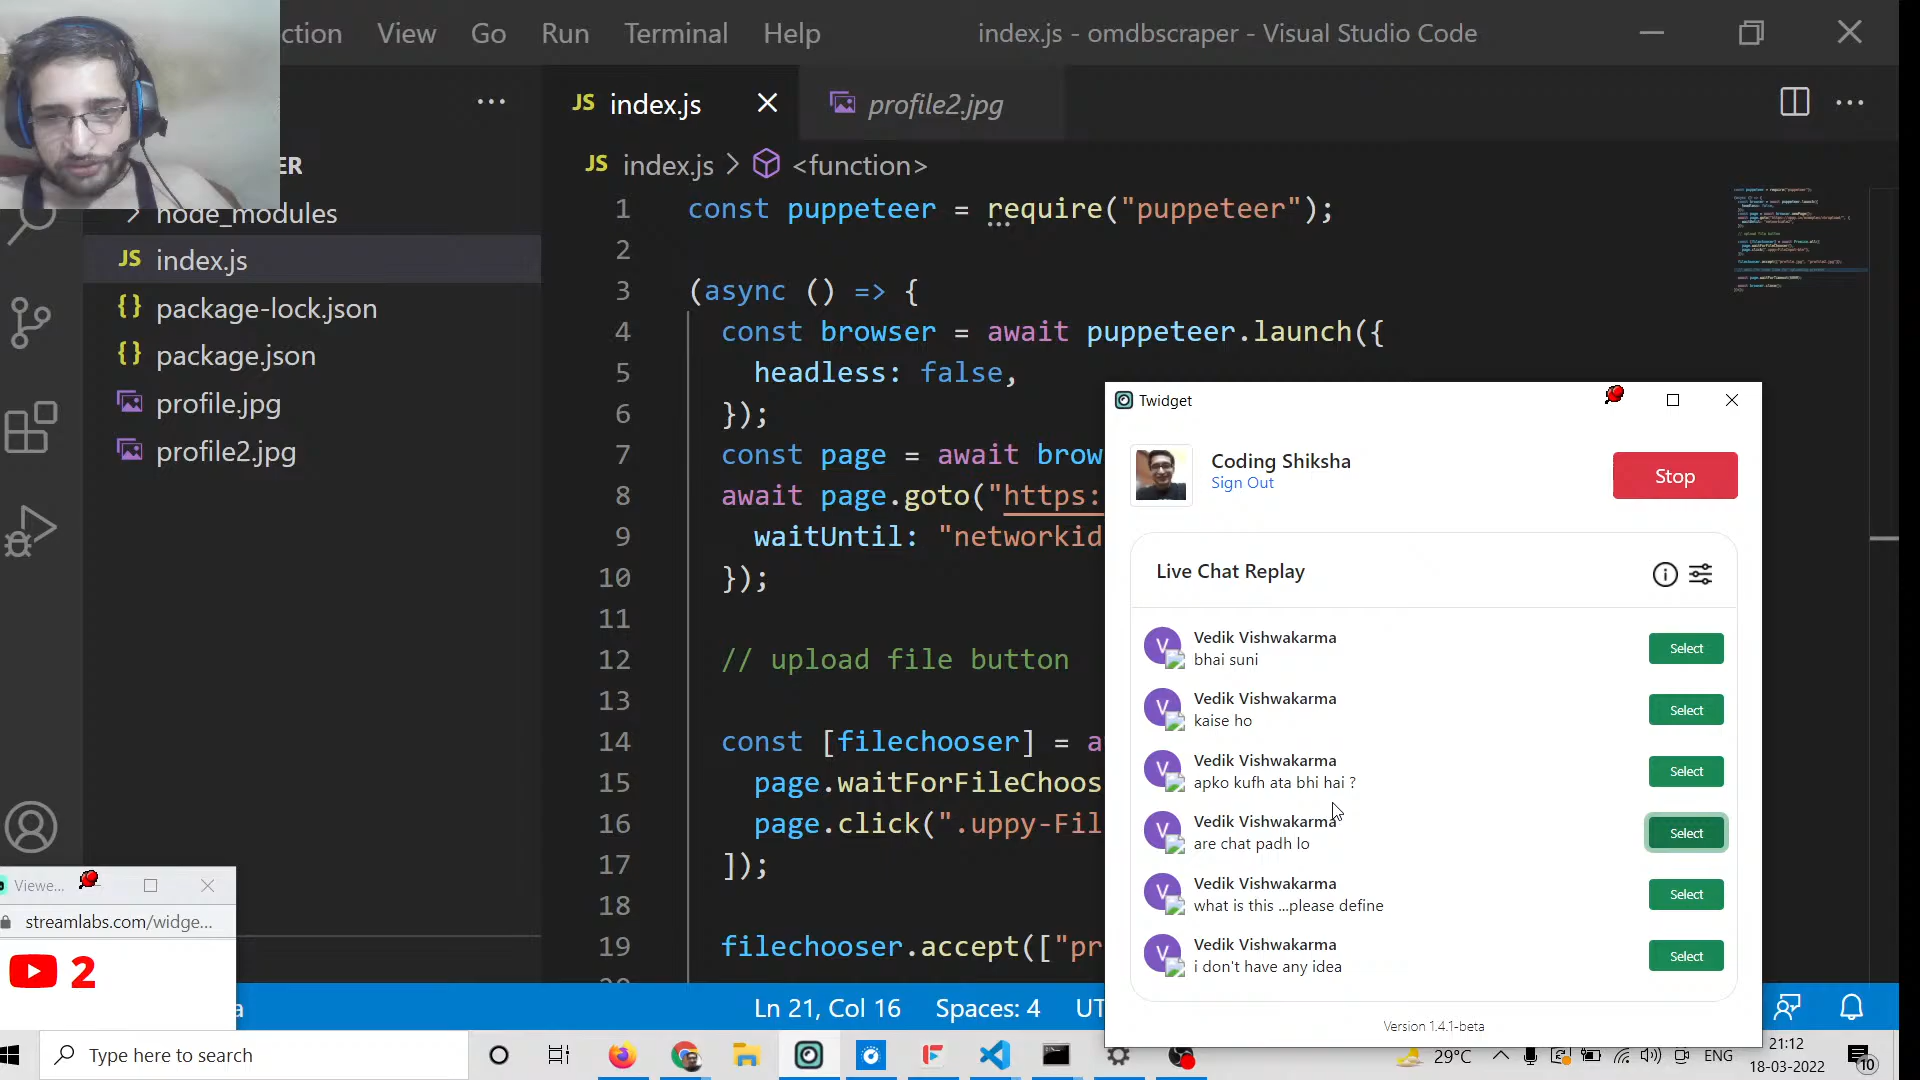 ction View Go Run Terminal Help index.js - omdbscraper - Visual Studio Code
ER
node_modules
JS index.js
{} package-lock.json
{} package.json
profile.jpg
profile2.jpg
JS index.js
profile2.jpg
JS index.js > <function>
1 const puppeteer = require("puppeteer");
2
3 (async () => {
4 const browser = await puppeteer.launch({
5 headless: false,
6 });
7 const page = await brow
8 await page.goto("https:
9 waitUntil: "networkid
10 });
11
12 // upload file button
13
14 const [filechooser] = a
15 page.waitForFileChoos
16 page.click(".uppy-Fil
17 ]);
18
19 filechooser.accept(["pr
Twidget
Coding Shiksha
Sign Out
Stop
Live Chat Replay
Vedik Vishwakarma
bhai suni
Select
Vedik Vishwakarma
kaise ho
Select
Vedik Vishwakarma
apko kufh ata bhi hai ?
Select
Vedik Vishwakarma
are chat padh lo
Select
Vedik Vishwakarma
what is this ...please define
Select
Vedik Vishwakarma
i don't have any idea
Select
Version 1.4.1-beta
Viewe...
streamlabs.com/widge...
2
a Ln 21, Col 16 Spaces: 4 UT
Type here to search
29°C ENG
21:12
18-03-2022
10